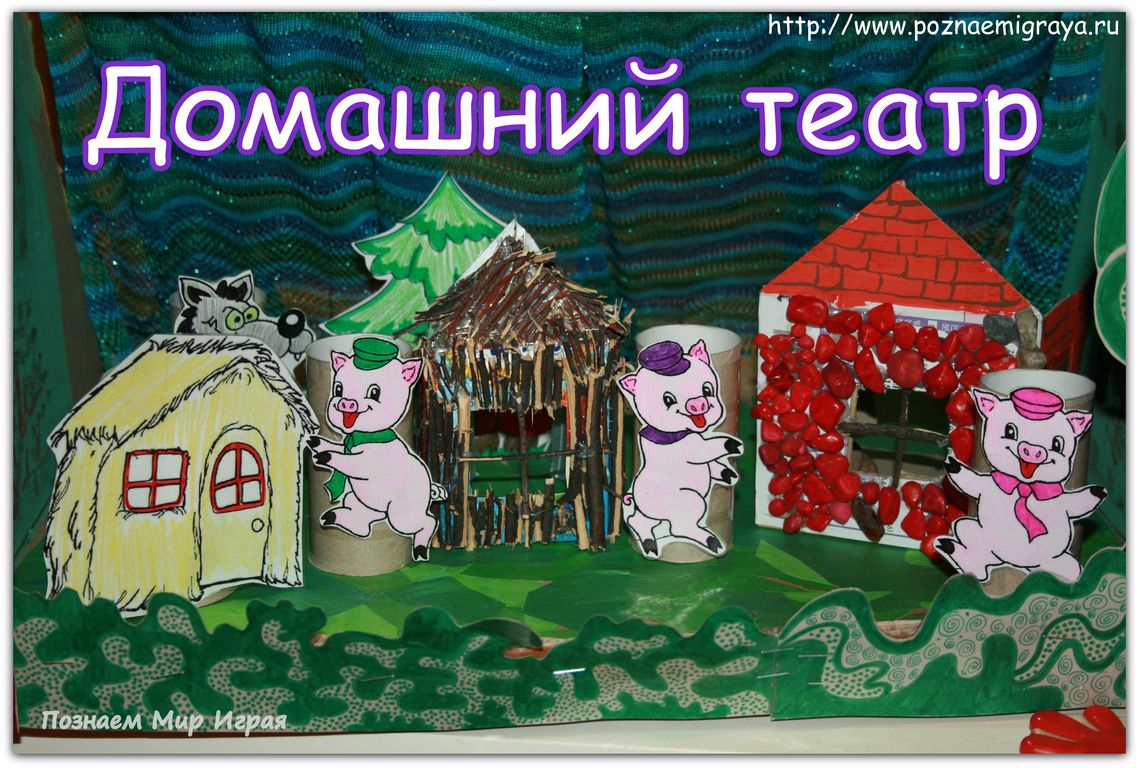 http://www.poznaemigraya.ru
Домашний театр
Познаем Мир Играя